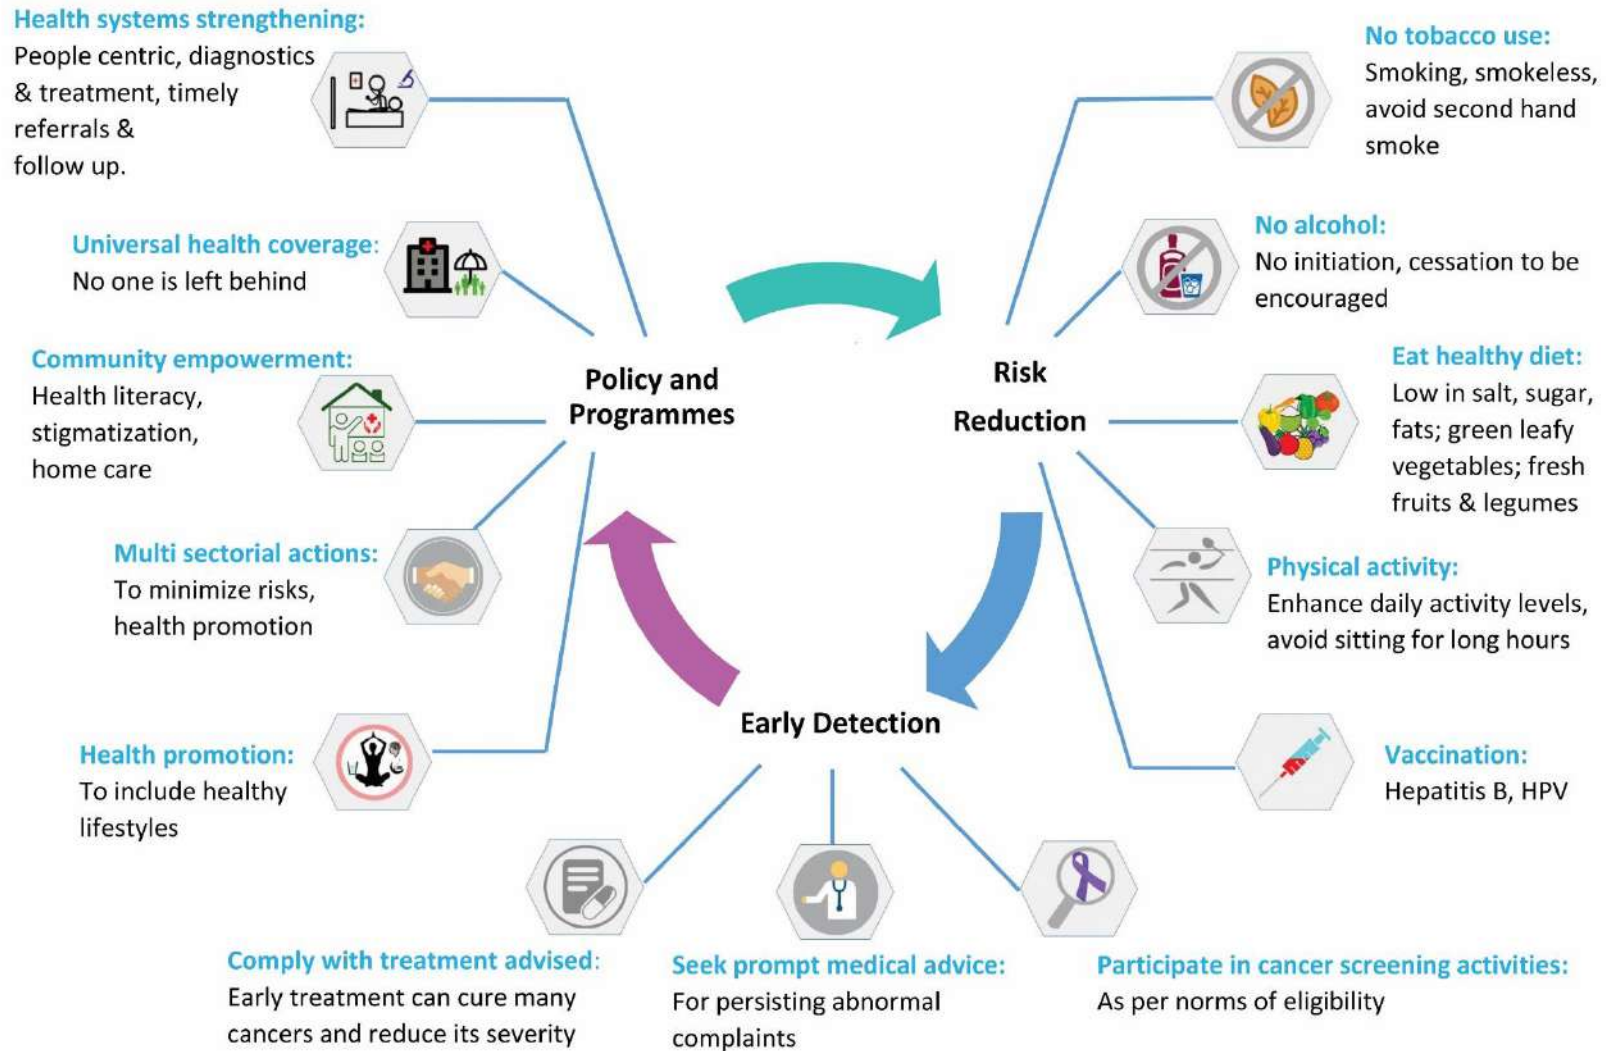 Health systems strengthening:
People centric, diagnostics
& treatment, timely
referrals &
follow up.
Universal health coverage:
No one is left behind
Community empowerment:
Health literacy,
stigmatization,
home care
Multi sectorial actions:
To minimize risks,
health promotion
Health promotion:
To include healthy
lifestyles
Policy and
Programmes
Risk
Reduction
Early Detection
No tobacco use:
Smoking, smokeless,
avoid second hand
smoke
No alcohol:
No initiation, cessation to be
encouraged
Eat healthy diet:
Low in salt, sugar,
fats; green leafy
vegetables; fresh
fruits & legumes
Physical activity:
Enhance daily activity levels,
avoid sitting for long hours
Vaccination:
Hepatitis B, HPV
Comply with treatment advised:
Early treatment can cure many
cancers and reduce its severity
Seek prompt medical advice:
For persisting abnormal
complaints
Participate in cancer screening activities:
As per norms of eligibility